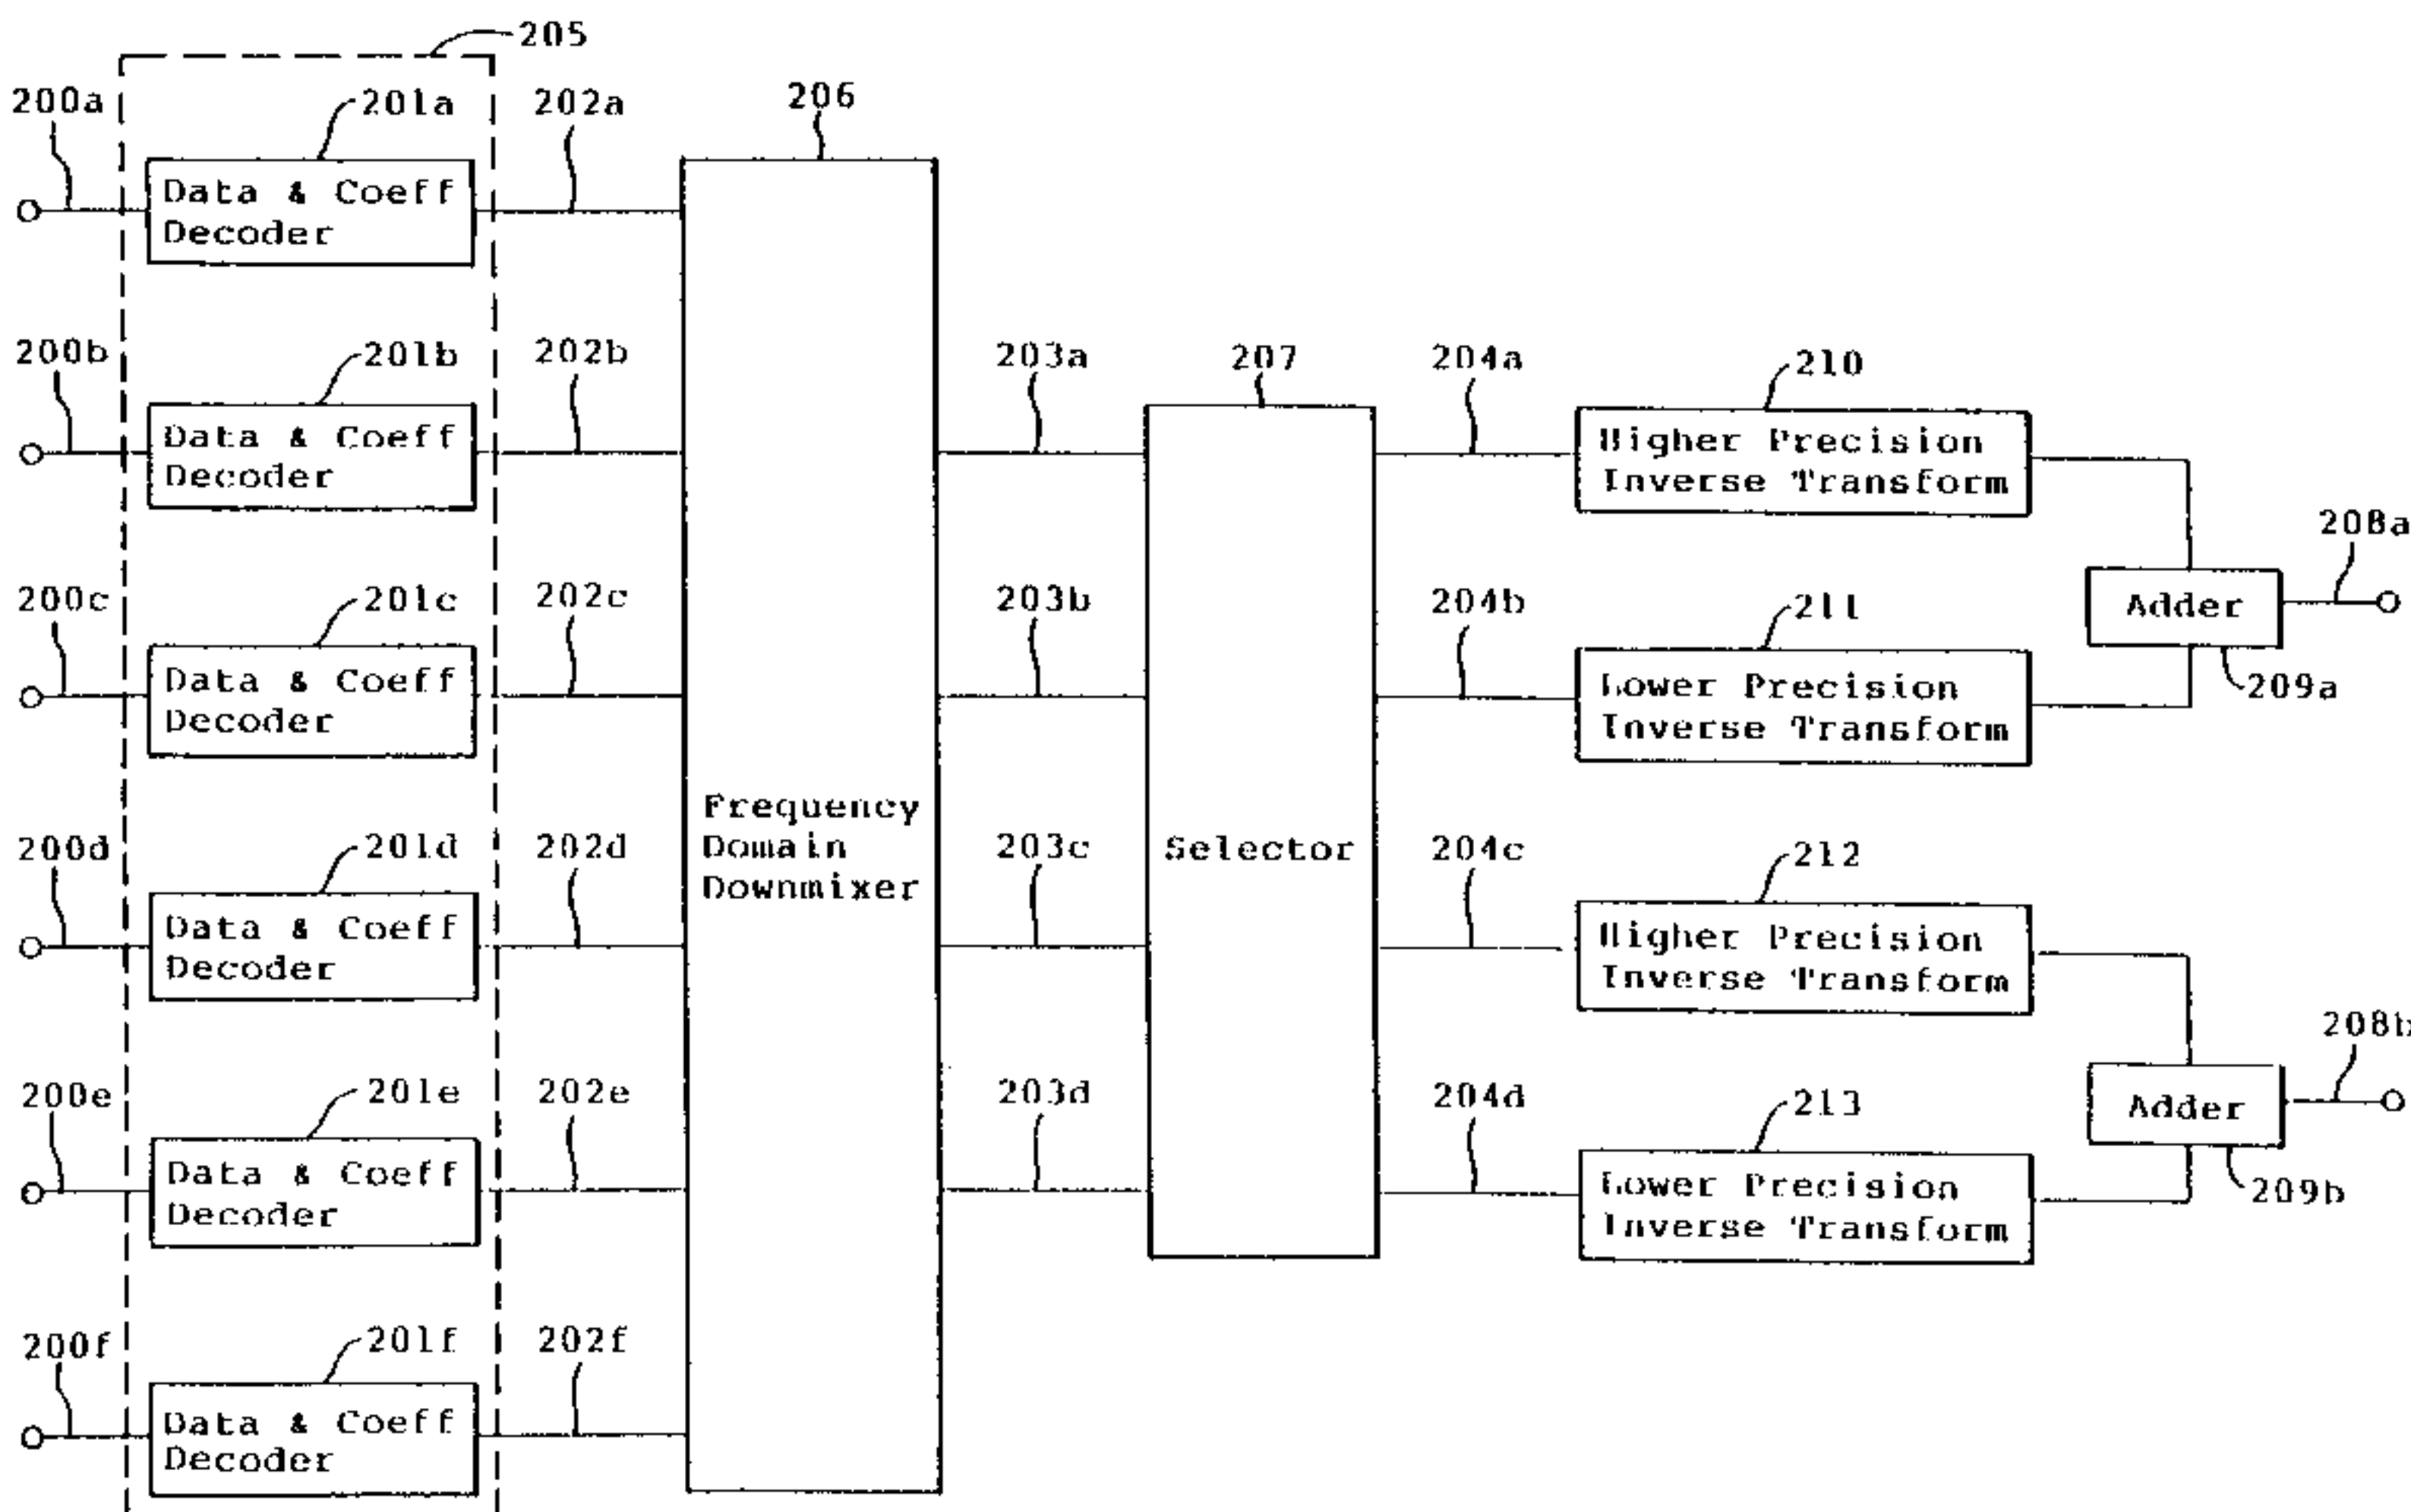 205
200a
201a
202a
206
Data & Coeff
Decoder
200b
201b
202b
203a
207
204a
210
Data & Coeff
Decoder
Higher Precision
Inverse Transform
208a
200c
201c
202c
203b
204b
211
Adder
Data & Coeff
Decoder
Lower Precision
Inverse Transform
209a
Frequency
Domain
Downmixer
Selector
200d
201d
202d
203c
204c
212
Data & Coeff
Decoder
Higher Precision
Inverse Transform
208b
200e
201e
202e
203d
204d
213
Adder
Data & Coeff
Decoder
Lower Precision
Inverse Transform
209b
200f
201f
202f
Data & Coeff
Decoder